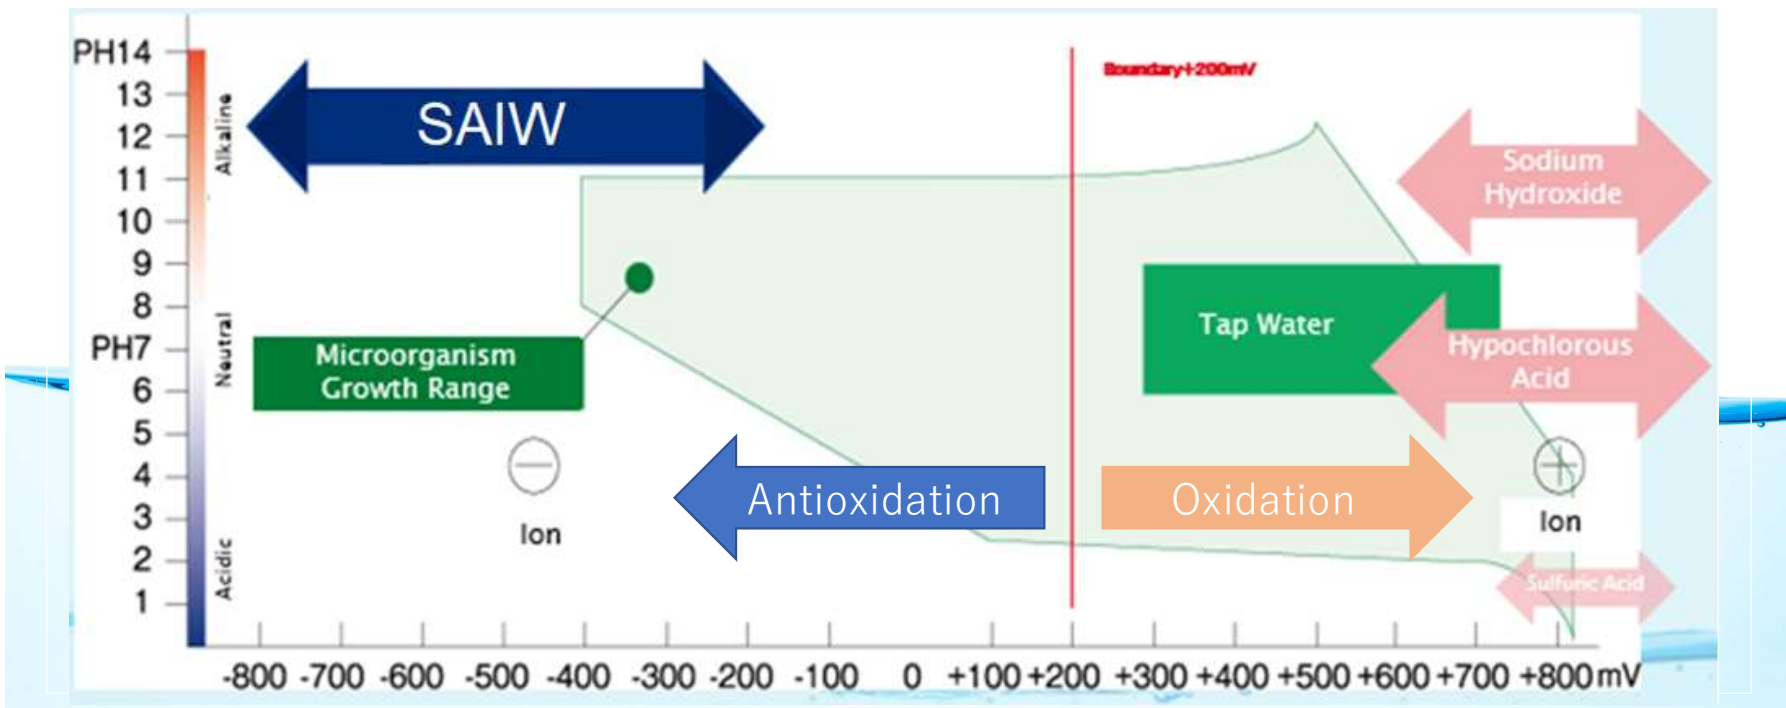 PH14
13
12
11
10
9
8
PH7
6
5
4
3
2
1
Alkaline
Neutral
Acidic
SAIW
Boundary+200mV
Sodium
Hydroxide
Tap Water
Hypochlorous
Acid
Microorganism
Growth Range
Antioxidation
Oxidation
Ion
Ion
Sulfuric Acid
-800 -700 -600 -500 -400 -300 -200 -100 0 +100 +200 +300 +400 +500 +600 +700 +800 mV